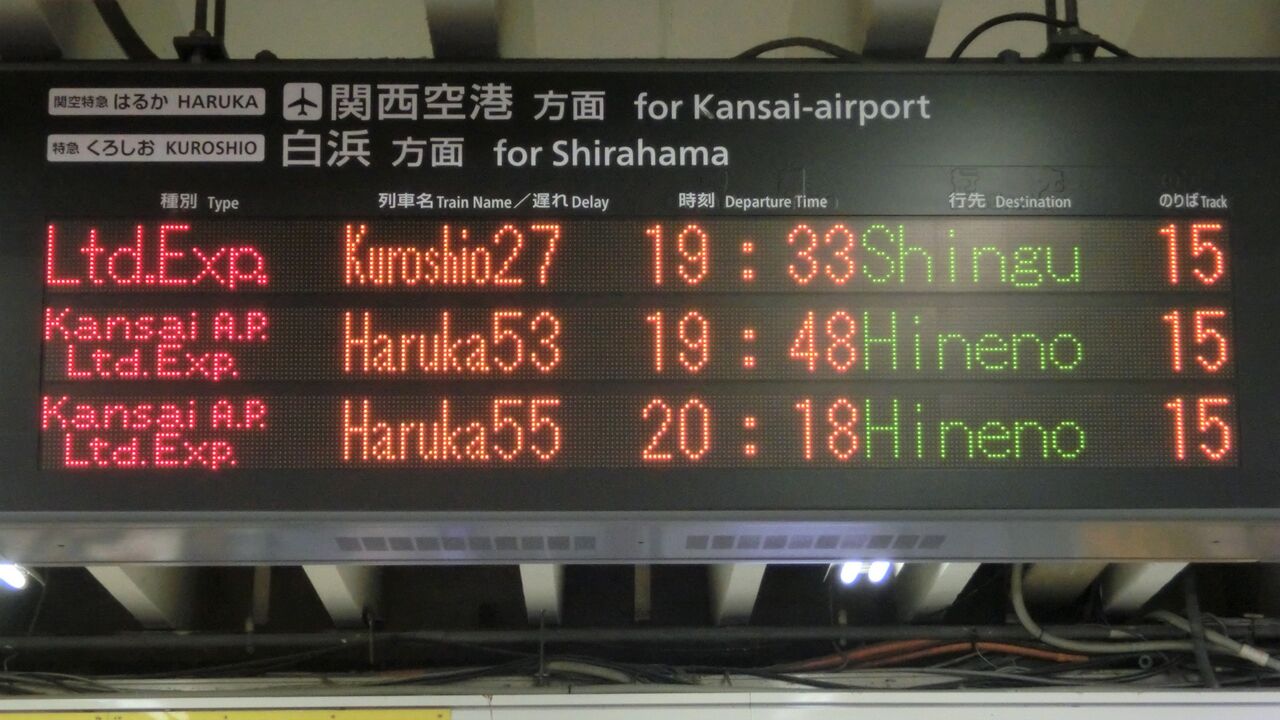 関空特急 はるか HARUKA 関西空港 方面 for Kansai-airport
特急 くろしお KUROSHIO 白浜 方面 for Shirahama
種別 Type 列車名 Train Name／遅れ Delay 時刻 Departure Time 行先 Destination のりば Track
Ltd.Exp. Kuroshio27 19:33 Shingu 15
Kansai A.P. Ltd.Exp. Haruka53 19:48 Hineno 15
Kansai A.P. Ltd.Exp. Haruka55 20:18 Hineno 15